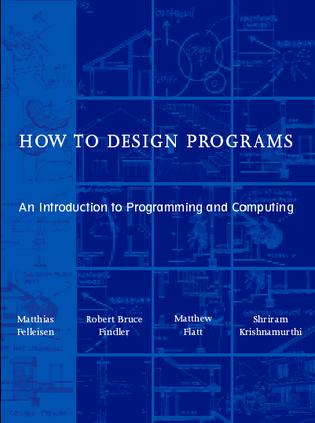 HOW TO DESIGN PROGRAMS
An Introduction to Programming and Computing
Matthias
Felleisen
Robert Bruce
Findler
Matthew
Flatt
Shriram
Krishnamurthi